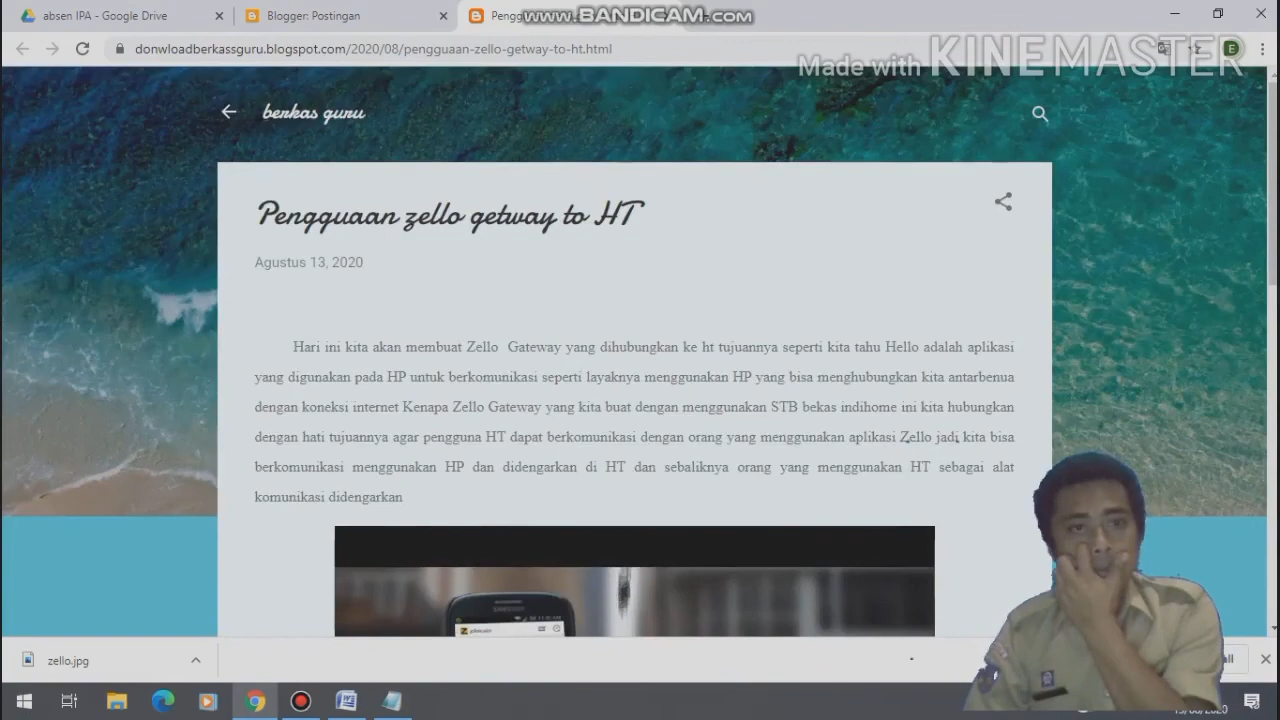 absen IPA - Google Drive
Blogger: Postingan
Pengg
www.BANDICAM.com
donwloadberkassguru.blogspot.com/2020/08/pengguaan-zello-getway-to-ht.html
E
Made with KINEMASTER
berkas guru
Pengguaan zello getway to HT
Agustus 13, 2020
Hari ini kita akan membuat Zello Gateway yang dihubungkan ke ht tujuannya seperti kita tahu Hello adalah aplikasi
yang digunakan pada HP untuk berkomunikasi seperti layaknya menggunakan HP yang bisa menghubungkan kita antarbenua
dengan koneksi internet Kenapa Zello Gateway yang kita buat dengan menggunakan STB bekas indihome ini kita hubungkan
dengan hati tujuannya agar pengguna HT dapat berkomunikasi dengan orang yang menggunakan aplikasi Zello jadi kita bisa
berkomunikasi menggunakan HP dan didengarkan di HT dan sebaliknya orang yang menggunakan HT sebagai alat
komunikasi didengarkan
SAMSUNG
zello.jpg
all